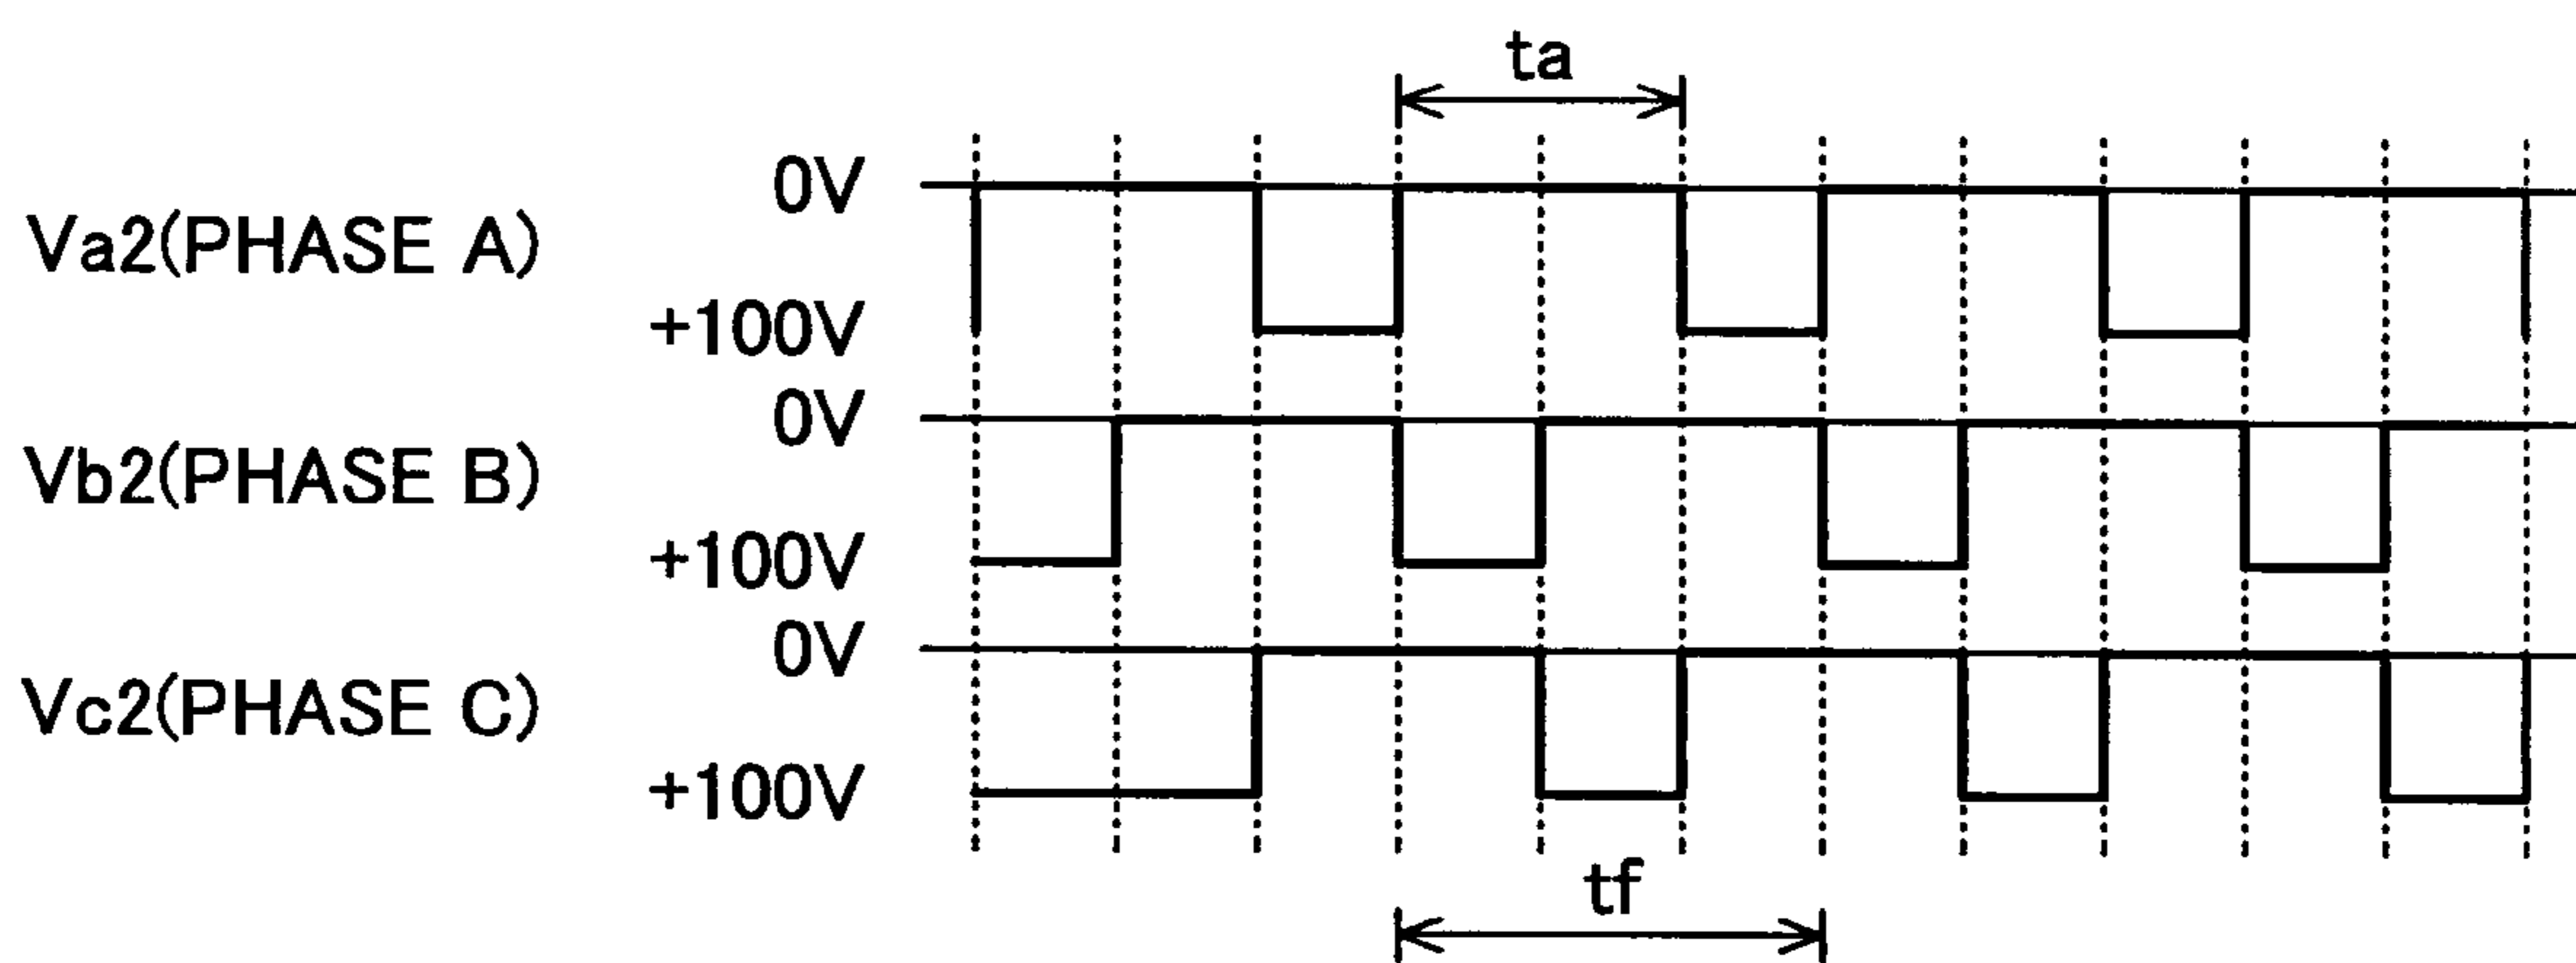 ta
0V
Va2(PHASE A)
+100V
0V
Vb2(PHASE B)
+100V
0V
Vc2(PHASE C)
+100V
tf